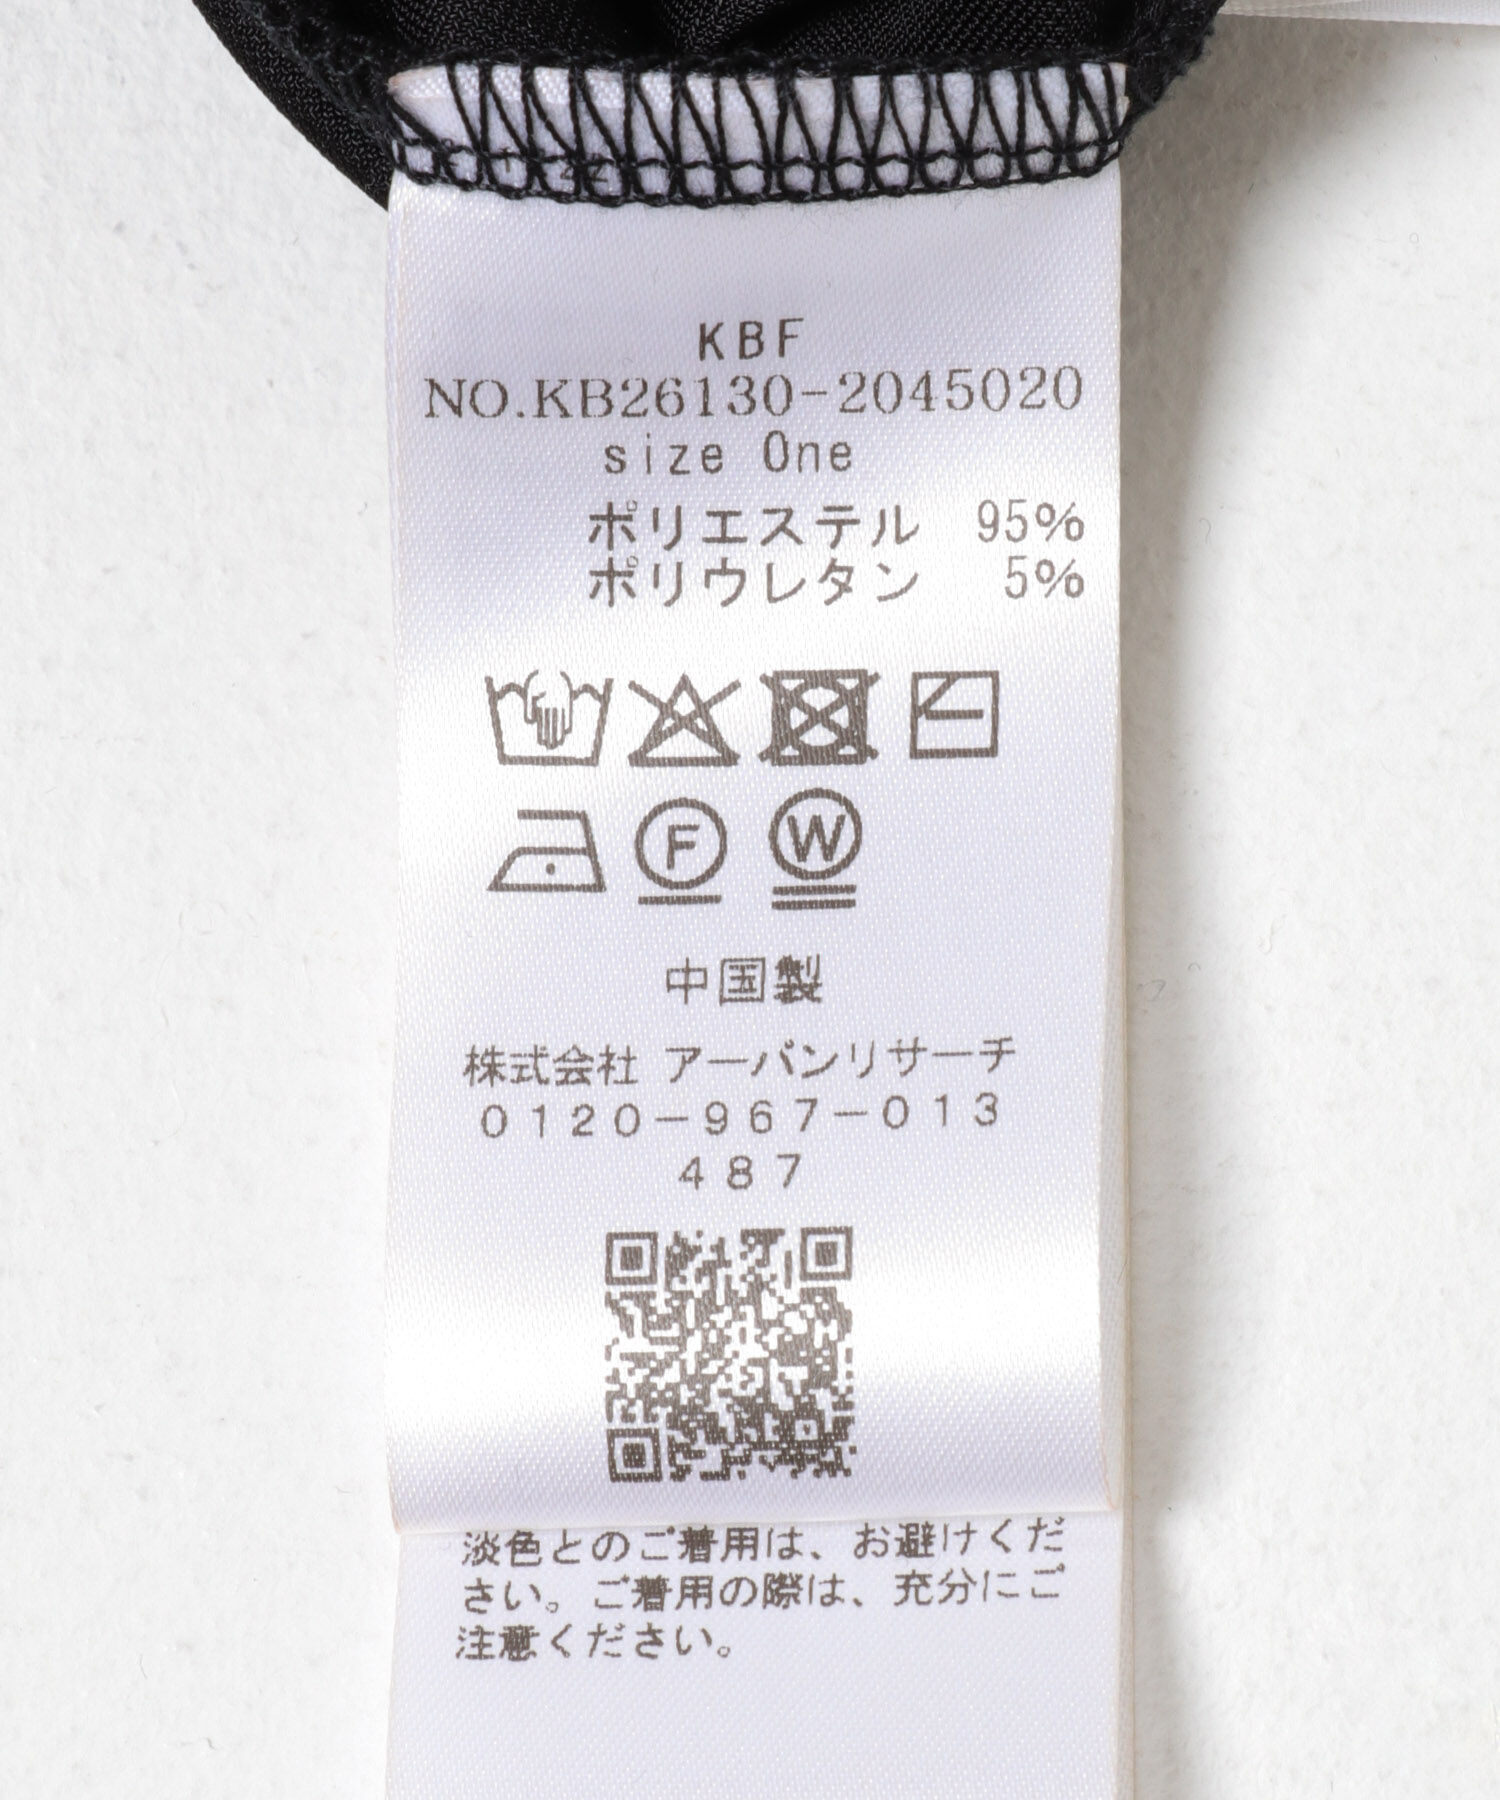 KBF
NO.KB26130-2045020
size One
ポリエステル 95%
ポリウレタン 5%
F W
中国製
株式会社 アーバンリサーチ
0120-967-013
487
淡色とのご着用は、お避けくだ
さい。ご着用の際は、充分にご
注意ください。